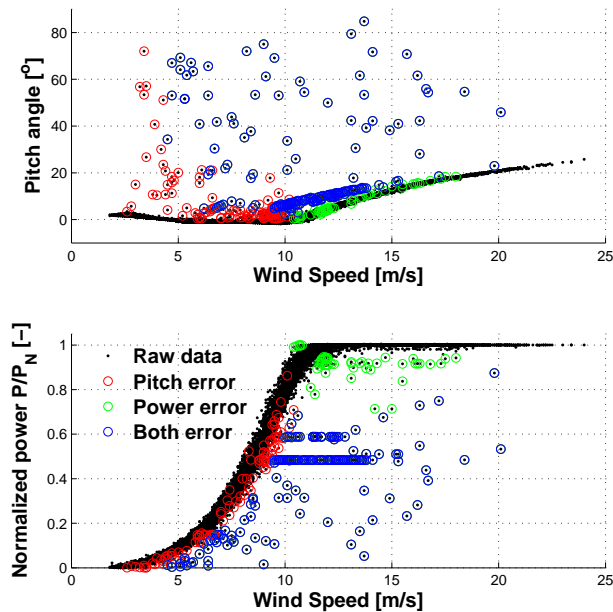 80
60
40
20
0
Pitch angle [°]
0 5 10 15 20 25
Wind Speed [m/s]
1
0.8
0.6
0.4
0.2
0
Normalized power P/P_N [–]
Raw data
Pitch error
Power error
Both error
0 5 10 15 20 25
Wind Speed [m/s]